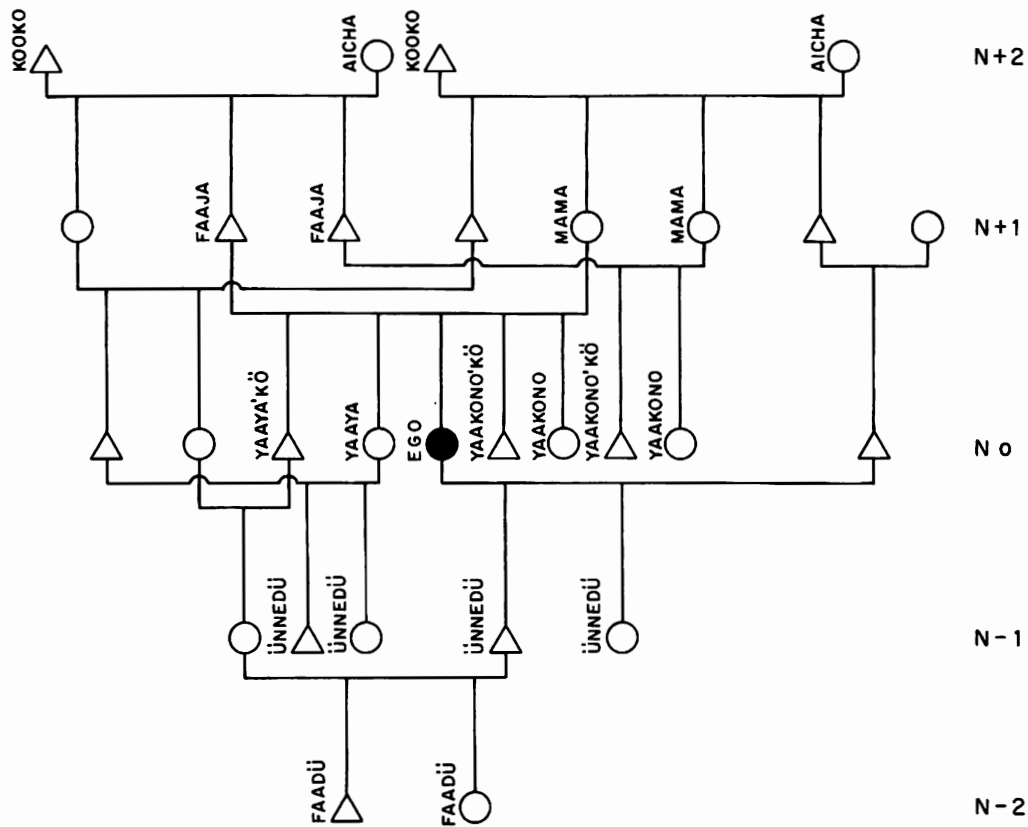 KOOKO
AICHA
KOOKO
AICHA
N+2
FAAJA
FAAJA
MAMA
MAMA
N+1
YAAYA'KÖ
YAAYA
EGO
YAAKONO'KÖ
YAAKONO
YAAKONO'KÖ
YAAKONO
No
ÜNNEDÜ
ÜNNEDÜ
ÜNNEDÜ
ÜNNEDÜ
N-1
FAADÜ
FAADÜ
N-2